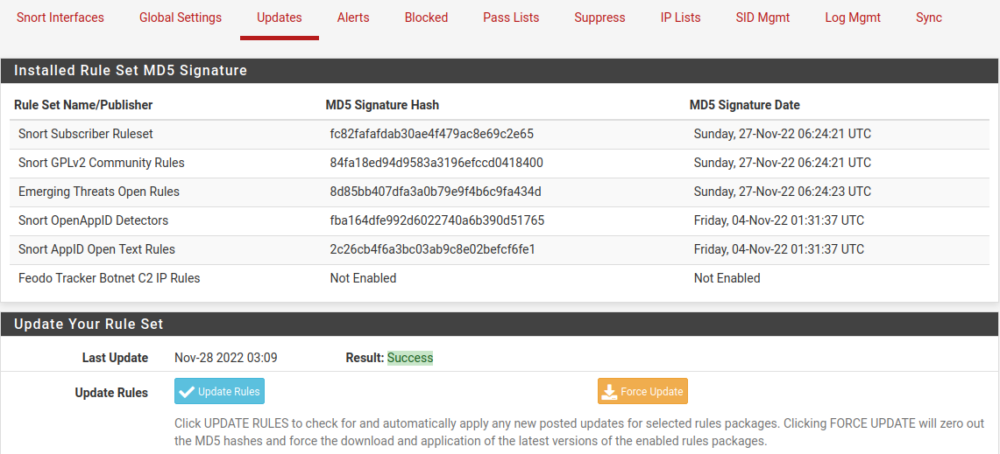 Snort Interfaces Global Settings Updates Alerts Blocked Pass Lists Suppress IP Lists SID Mgmt Log Mgmt Sync
Installed Rule Set MD5 Signature
Rule Set Name/Publisher MD5 Signature Hash MD5 Signature Date
Snort Subscriber Ruleset fc82fafafdab30ae4f479ac8e69c2e65 Sunday, 27-Nov-22 06:24:21 UTC
Snort GPLv2 Community Rules 84fa18ed94d9583a3196efccd0418400 Sunday, 27-Nov-22 06:24:21 UTC
Emerging Threats Open Rules 8d85bb407dfa3a0b79e9f4b6c9fa434d Sunday, 27-Nov-22 06:24:23 UTC
Snort OpenAppID Detectors fba164dfe992d6022740a6b390d51765 Friday, 04-Nov-22 01:31:37 UTC
Snort AppID Open Text Rules 2c26cb4f6a3bc03ab9c8e02befcf6fe1 Friday, 04-Nov-22 01:31:37 UTC
Feodo Tracker Botnet C2 IP Rules Not Enabled Not Enabled
Update Your Rule Set
Last Update Nov-28 2022 03:09 Result: Success
Update Rules Update Rules Force Update
Click UPDATE RULES to check for and automatically apply any new posted updates for selected rules packages. Clicking FORCE UPDATE will zero out
the MD5 hashes and force the download and application of the latest versions of the enabled rules packages.